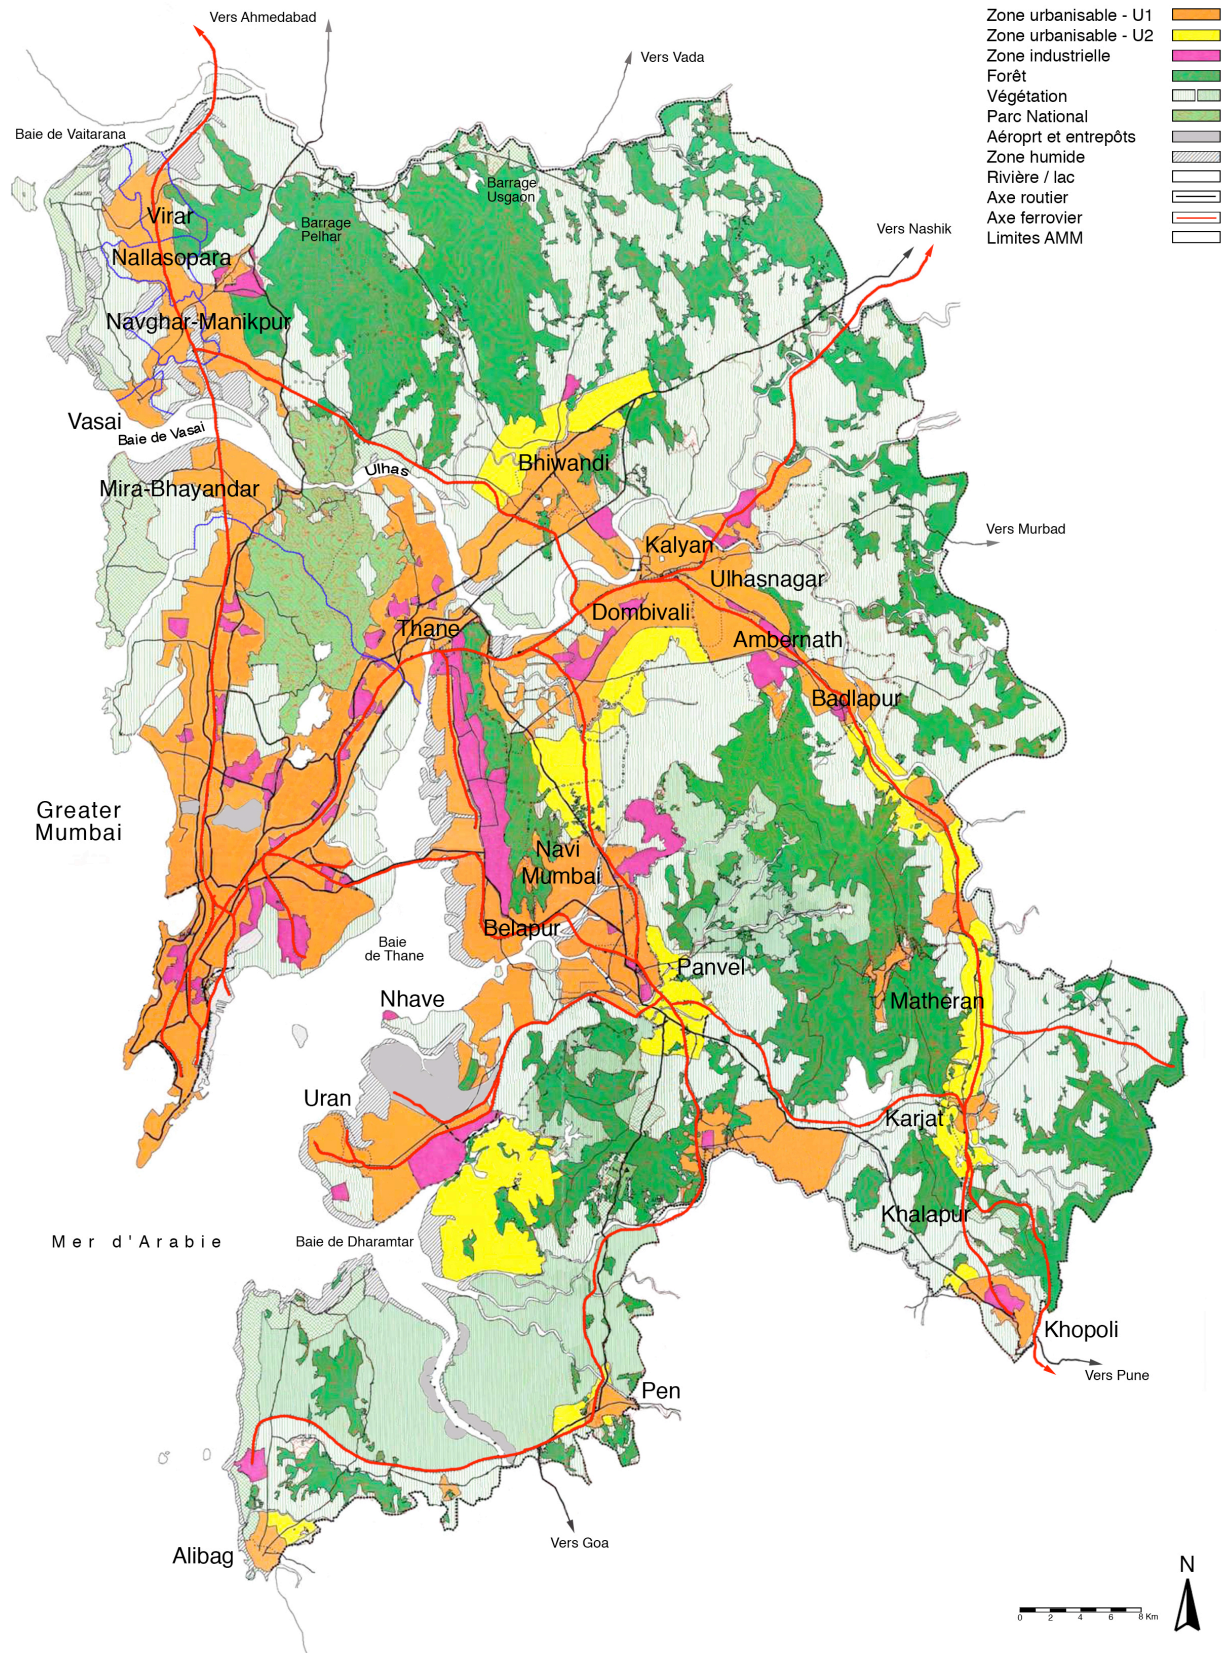 Vers Ahmedabad
Vers Vada
Zone urbanisable - U1
Zone urbanisable - U2
Zone industrielle
Forêt
Végétation
Parc National
Aéroprt et entrepôts
Zone humide
Rivière / lac
Axe routier
Axe ferrovier
Limites AMM
Baie de Vaitarana
Barrage
Usgaon
Virar
Barrage
Pelhar
Vers Nashik
Nallasopara
Navghar-Manikpur
Vasai
Baie de Vasai
Bhiwandi
Ulhas
Mira-Bhayandar
Vers Murbad
Kalyan
Ulhasnagar
Dombivali
Thane
Ambernath
Badlapur
Greater
Mumbai
Navi
Mumbai
Belapur
Baie
de Thane
Panvel
Nhave
Matheran
Uran
Karjat
Khalapur
Mer d'Arabie
Baie de Dharamtar
Khopoli
Vers Pune
Pen
Vers Goa
Alibag
N
0 2 4 6 8 Km